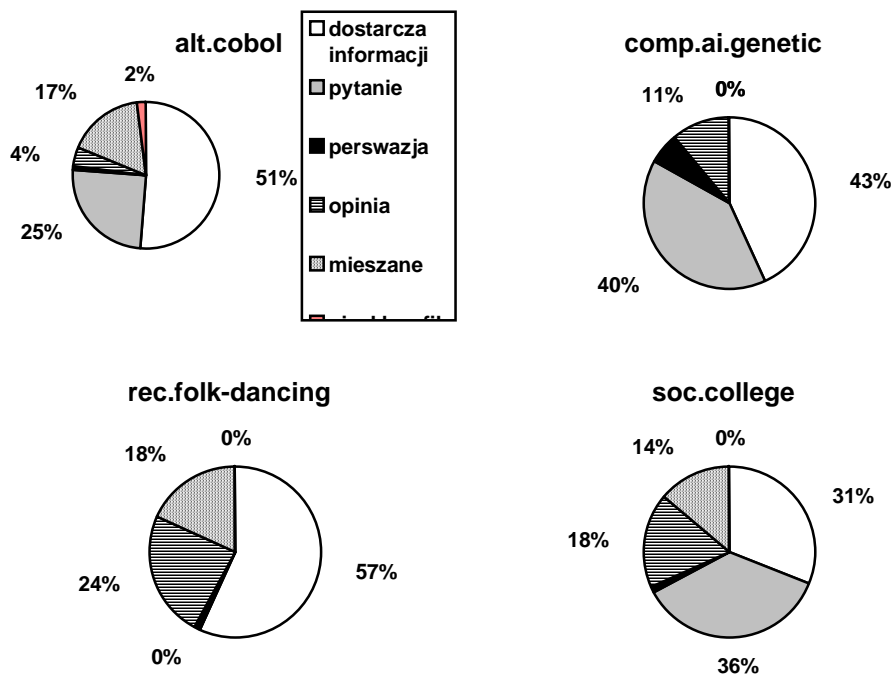 alt.cobol
2%
17%
4%
25%
51%
dostarcza
informacji
pytanie
perswazja
opinia
mieszane
comp.ai.genetic
0%
11%
43%
40%
rec.folk-dancing
0%
18%
24%
57%
0%
soc.college
0%
14%
31%
18%
36%